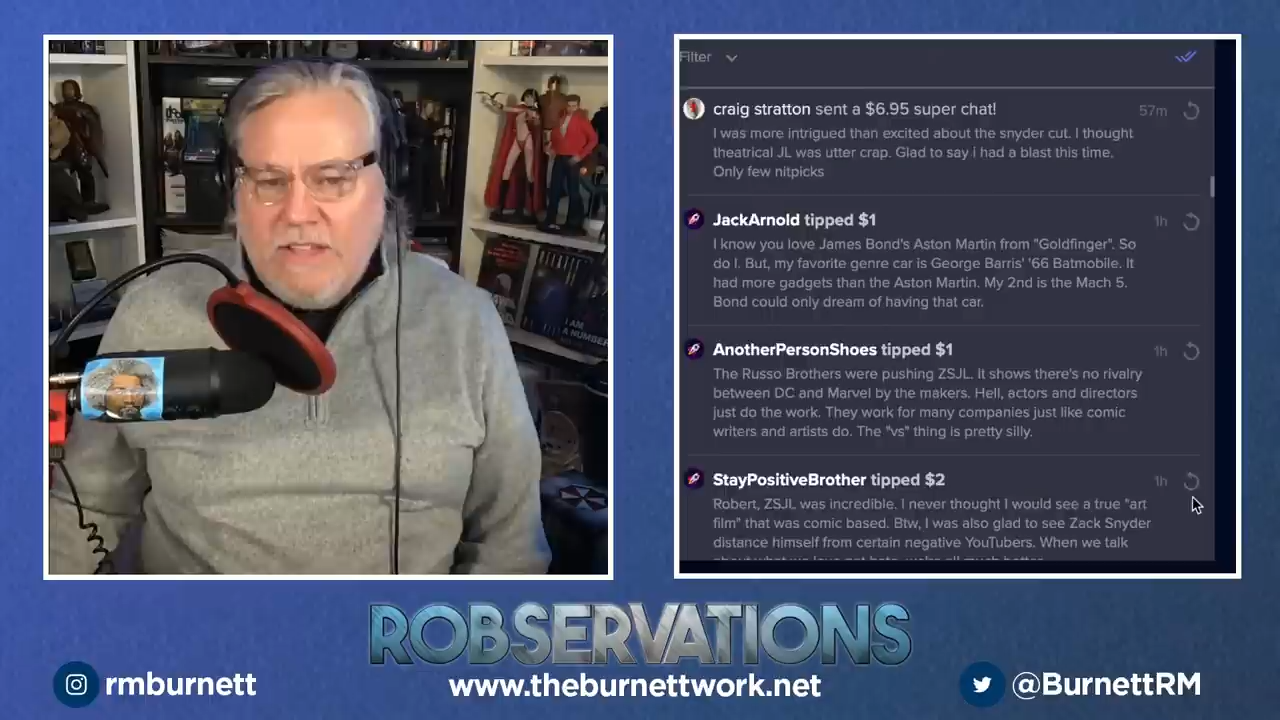 Filter
craig stratton sent a $6.95 super chat!
57m
I was more intrigued than excited about the snyder cut. I thought
theatrical JL was utter crap. Glad to say i had a blast this time.
Only few nitpicks
JackArnold tipped $1
1h
I know you love James Bond's Aston Martin from "Goldfinger". So
do I. But, my favorite genre car is George Barris' '66 Batmobile. It
had more gadgets than the Aston Martin. My 2nd is the Mach 5.
Bond could only dream of having that car.
AnotherPersonShoes tipped $1
1h
The Russo Brothers were pushing ZSJL. It shows there's no rivalry
between DC and Marvel by the makers. Hell, actors and directors
just do the work. They work for many companies just like comic
writers and artists do. The "vs" thing is pretty silly.
StayPositiveBrother tipped $2
1h
Robert, ZSJL was incredible. I never thought I would see a true "art
film" that was comic based. Btw, I was also glad to see Zack Snyder
distance himself from certain negative YouTubers. When we talk
I AM
A NUMBER
ROBSERVATIONS
rmburnett
www.theburnettwork.net
@BurnettRM